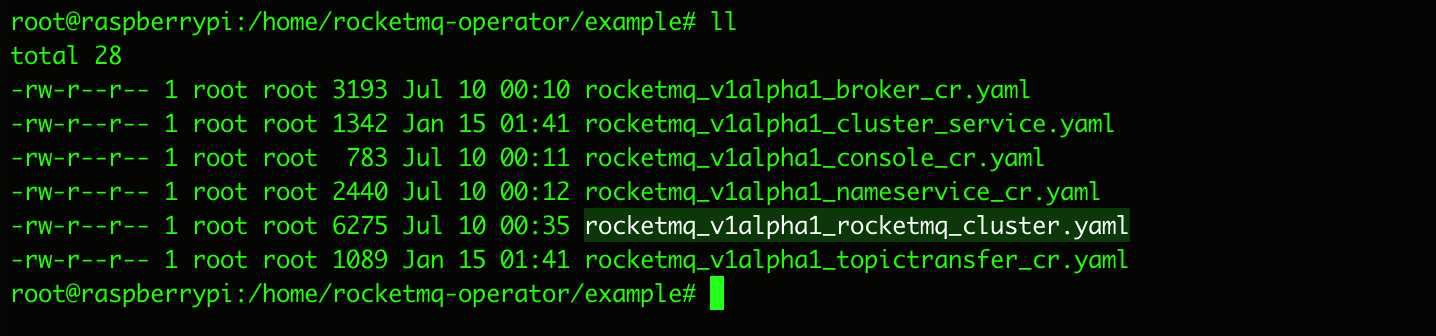 root@raspberrypi:/home/rocketmq-operator/example# ll
total 28
-rw-r--r-- 1 root root 3193 Jul 10 00:10 rocketmq_v1alpha1_broker_cr.yaml
-rw-r--r-- 1 root root 1342 Jan 15 01:41 rocketmq_v1alpha1_cluster_service.yaml
-rw-r--r-- 1 root root  783 Jul 10 00:11 rocketmq_v1alpha1_console_cr.yaml
-rw-r--r-- 1 root root 2440 Jul 10 00:12 rocketmq_v1alpha1_nameservice_cr.yaml
-rw-r--r-- 1 root root 6275 Jul 10 00:35 rocketmq_v1alpha1_rocketmq_cluster.yaml
-rw-r--r-- 1 root root 1089 Jan 15 01:41 rocketmq_v1alpha1_topictransfer_cr.yaml
root@raspberrypi:/home/rocketmq-operator/example#